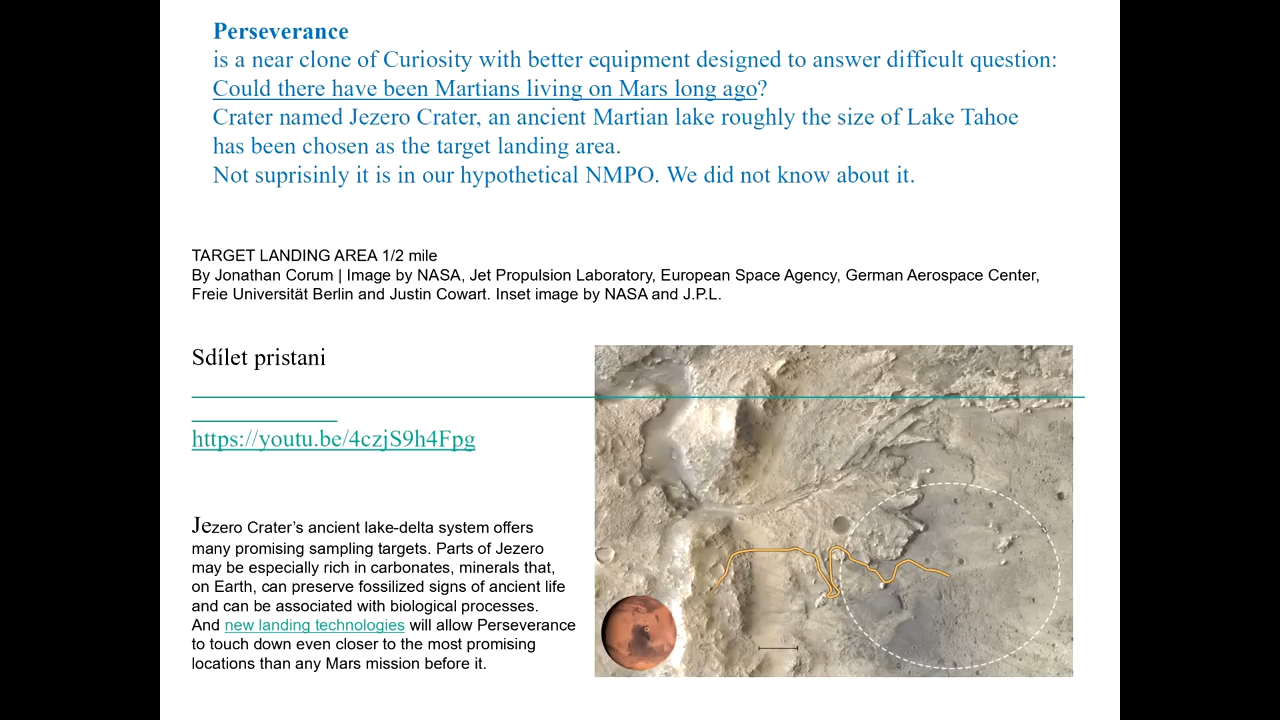 Perseverance
is a near clone of Curiosity with better equipment designed to answer difficult question:
Could there have been Martians living on Mars long ago?
Crater named Jezero Crater, an ancient Martian lake roughly the size of Lake Tahoe
has been chosen as the target landing area.
Not suprisinly it is in our hypothetical NMPO. We did not know about it.
TARGET LANDING AREA 1/2 mile
By Jonathan Corum | Image by NASA, Jet Propulsion Laboratory, European Space Agency, German Aerospace Center,
Freie Universität Berlin and Justin Cowart. Inset image by NASA and J.P.L.
Sdílet pristani
https://youtu.be/4czjS9h4Fpg
Jezero Crater’s ancient lake-delta system offers
many promising sampling targets. Parts of Jezero
may be especially rich in carbonates, minerals that,
on Earth, can preserve fossilized signs of ancient life
and can be associated with biological processes.
And new landing technologies will allow Perseverance
to touch down even closer to the most promising
locations than any Mars mission before it.